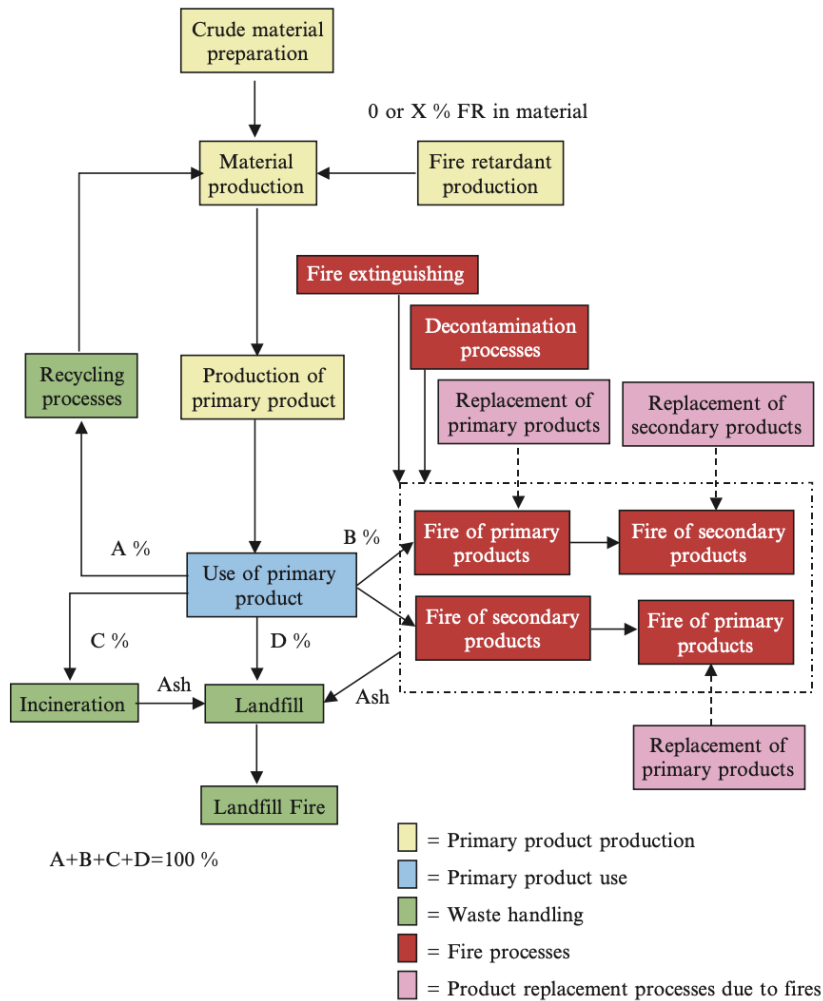 Crude material
preparation
0 or X % FR in material
Material
production
Fire retardant
production
Fire extinguishing
Decontamination
processes
Recycling
processes
Production of
primary product
Replacement of
primary products
Replacement of
secondary products
A %
B %
Use of primary
product
Fire of primary
products
Fire of secondary
products
Fire of secondary
products
Fire of primary
products
C %
D %
Incineration
Ash
Landfill
Ash
Replacement of
primary products
Landfill Fire
A+B+C+D=100 %
= Primary product production
= Primary product use
= Waste handling
= Fire processes
= Product replacement processes due to fires